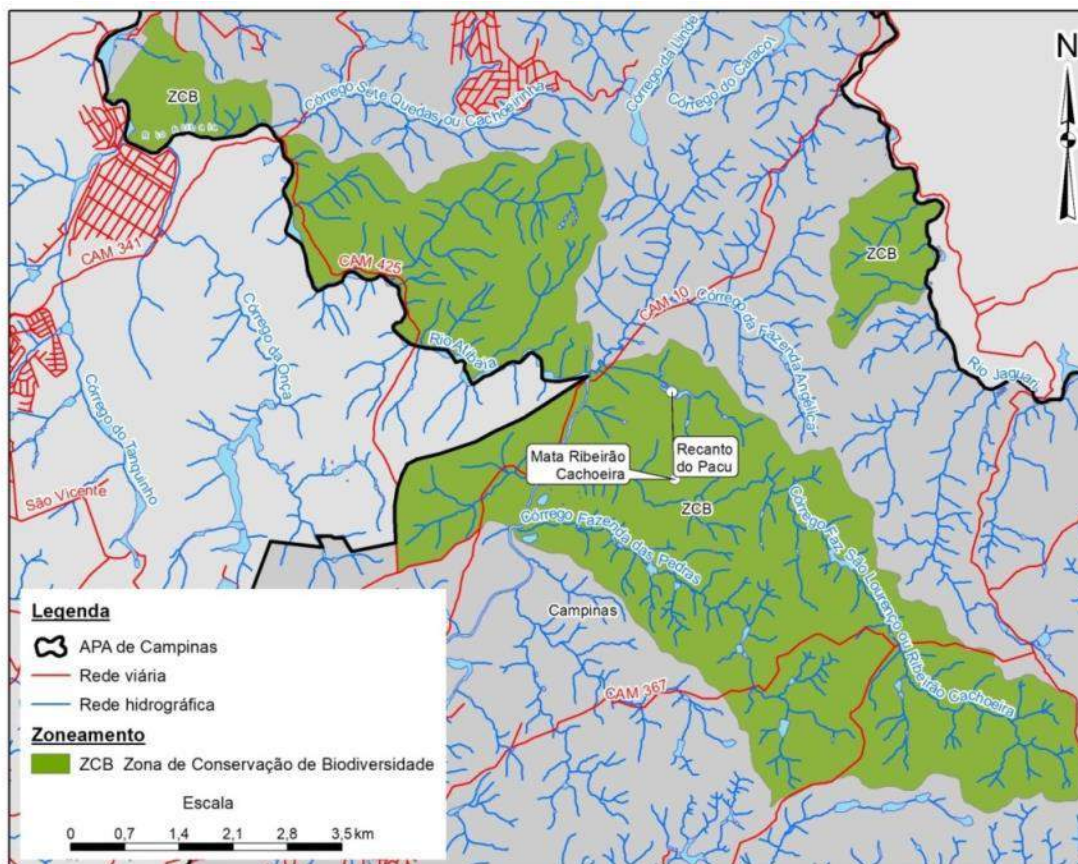 N
ZCB
Córrego Sete Quedas ou Cachoeirinha
Córrego da Linde
Córrego do Caracol
CAM 341
CAM 425
Rio Atibaia
ZCB
CAM 10
Córrego da Fazenda Angélica
Rio Jaguari
Córrego da Onça
Córrego do Tanquinho
São Vicente
Mata Ribeirão
Cachoeira
Recanto
do Pacu
ZCB
Córrego Fazenda das Pedras
Córrego Faz. São Lourenço ou Ribeirão Cachoeira
Campinas
CAM 367
Legenda
APA de Campinas
Rede viária
Rede hidrográfica
Zoneamento
ZCB Zona de Conservação de Biodiversidade
Escala
0 0,7 1,4 2,1 2,8 3,5 km